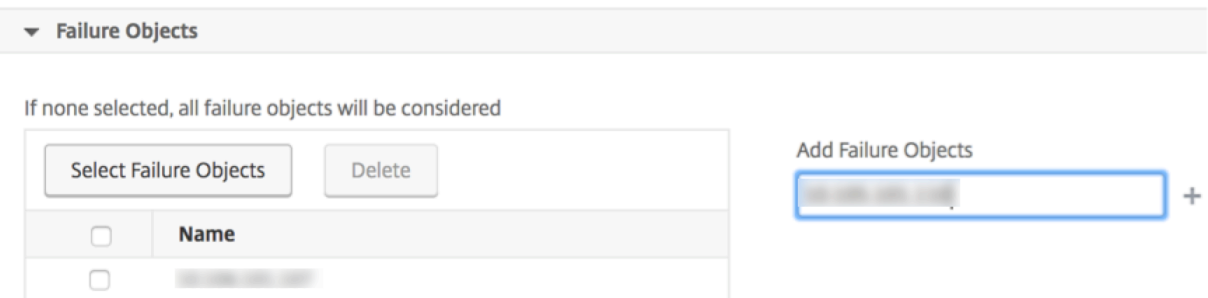 Failure Objects
If none selected, all failure objects will be considered
Select Failure Objects
Delete
Add Failure Objects
Name